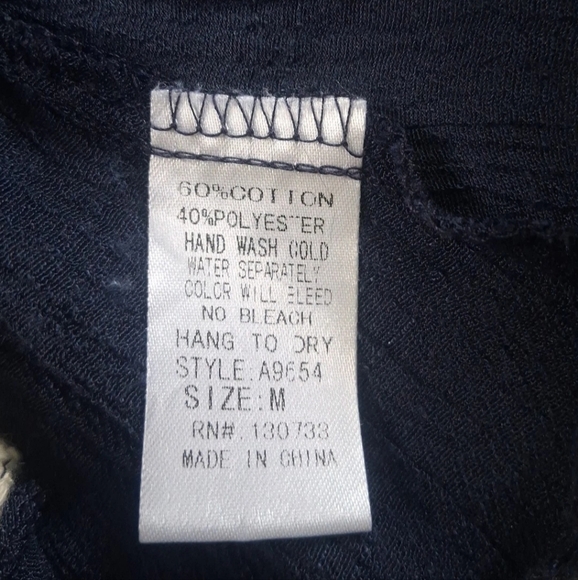 60%COTTON
40%POLYESTER
HAND WASH COLD
WATER SEPARATELY
COLOR WILL BLEED
NO BLEACH
HANG TO DRY
STYLE:A9654
SIZE:M
RN#:130733
MADE IN CHINA